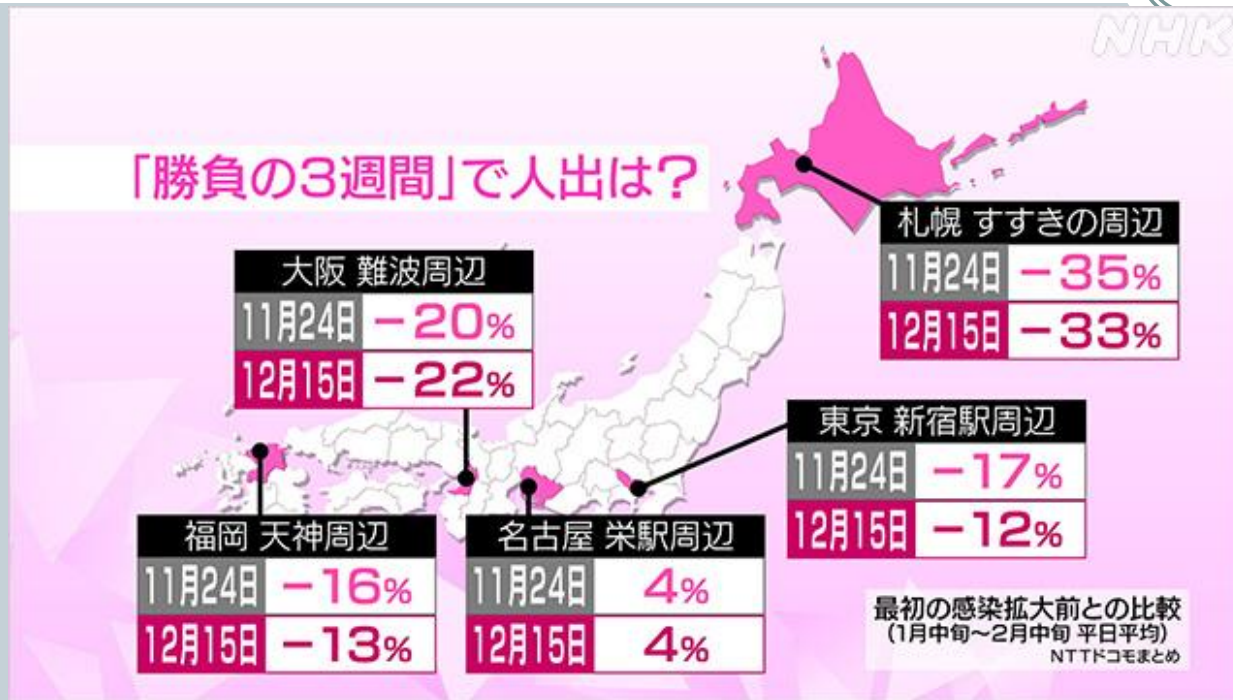 NHK
「勝負の3週間」で人出は?
札幌 すすきの周辺
11月24日 -35%
12月15日 -33%
大阪 難波周辺
11月24日 -20%
12月15日 -22%
東京 新宿駅周辺
11月24日 -17%
12月15日 -12%
福岡 天神周辺
11月24日 -16%
12月15日 -13%
名古屋 栄駅周辺
11月24日 4%
12月15日 4%
最初の感染拡大前との比較
(1月中旬~2月中旬 平日平均)
NTTドコモまとめ